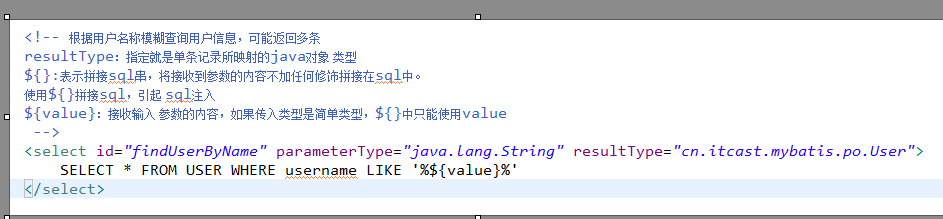 <!-- 根据用户名称模糊查询用户信息，可能返回多条
resultType：指定就是单条记录所映射的java对象 类型
${}:表示拼接sql串，将接收到参数的内容不加任何修饰拼接在sql中。
使用${}拼接sql，引起 sql注入
${value}：接收输入 参数的内容，如果传入类型是简单类型，${}中只能使用value
-->
<select id="findUserByName" parameterType="java.lang.String" resultType="cn.itcast.mybatis.po.User">
SELECT * FROM USER WHERE username LIKE '%${value}%'
</select>